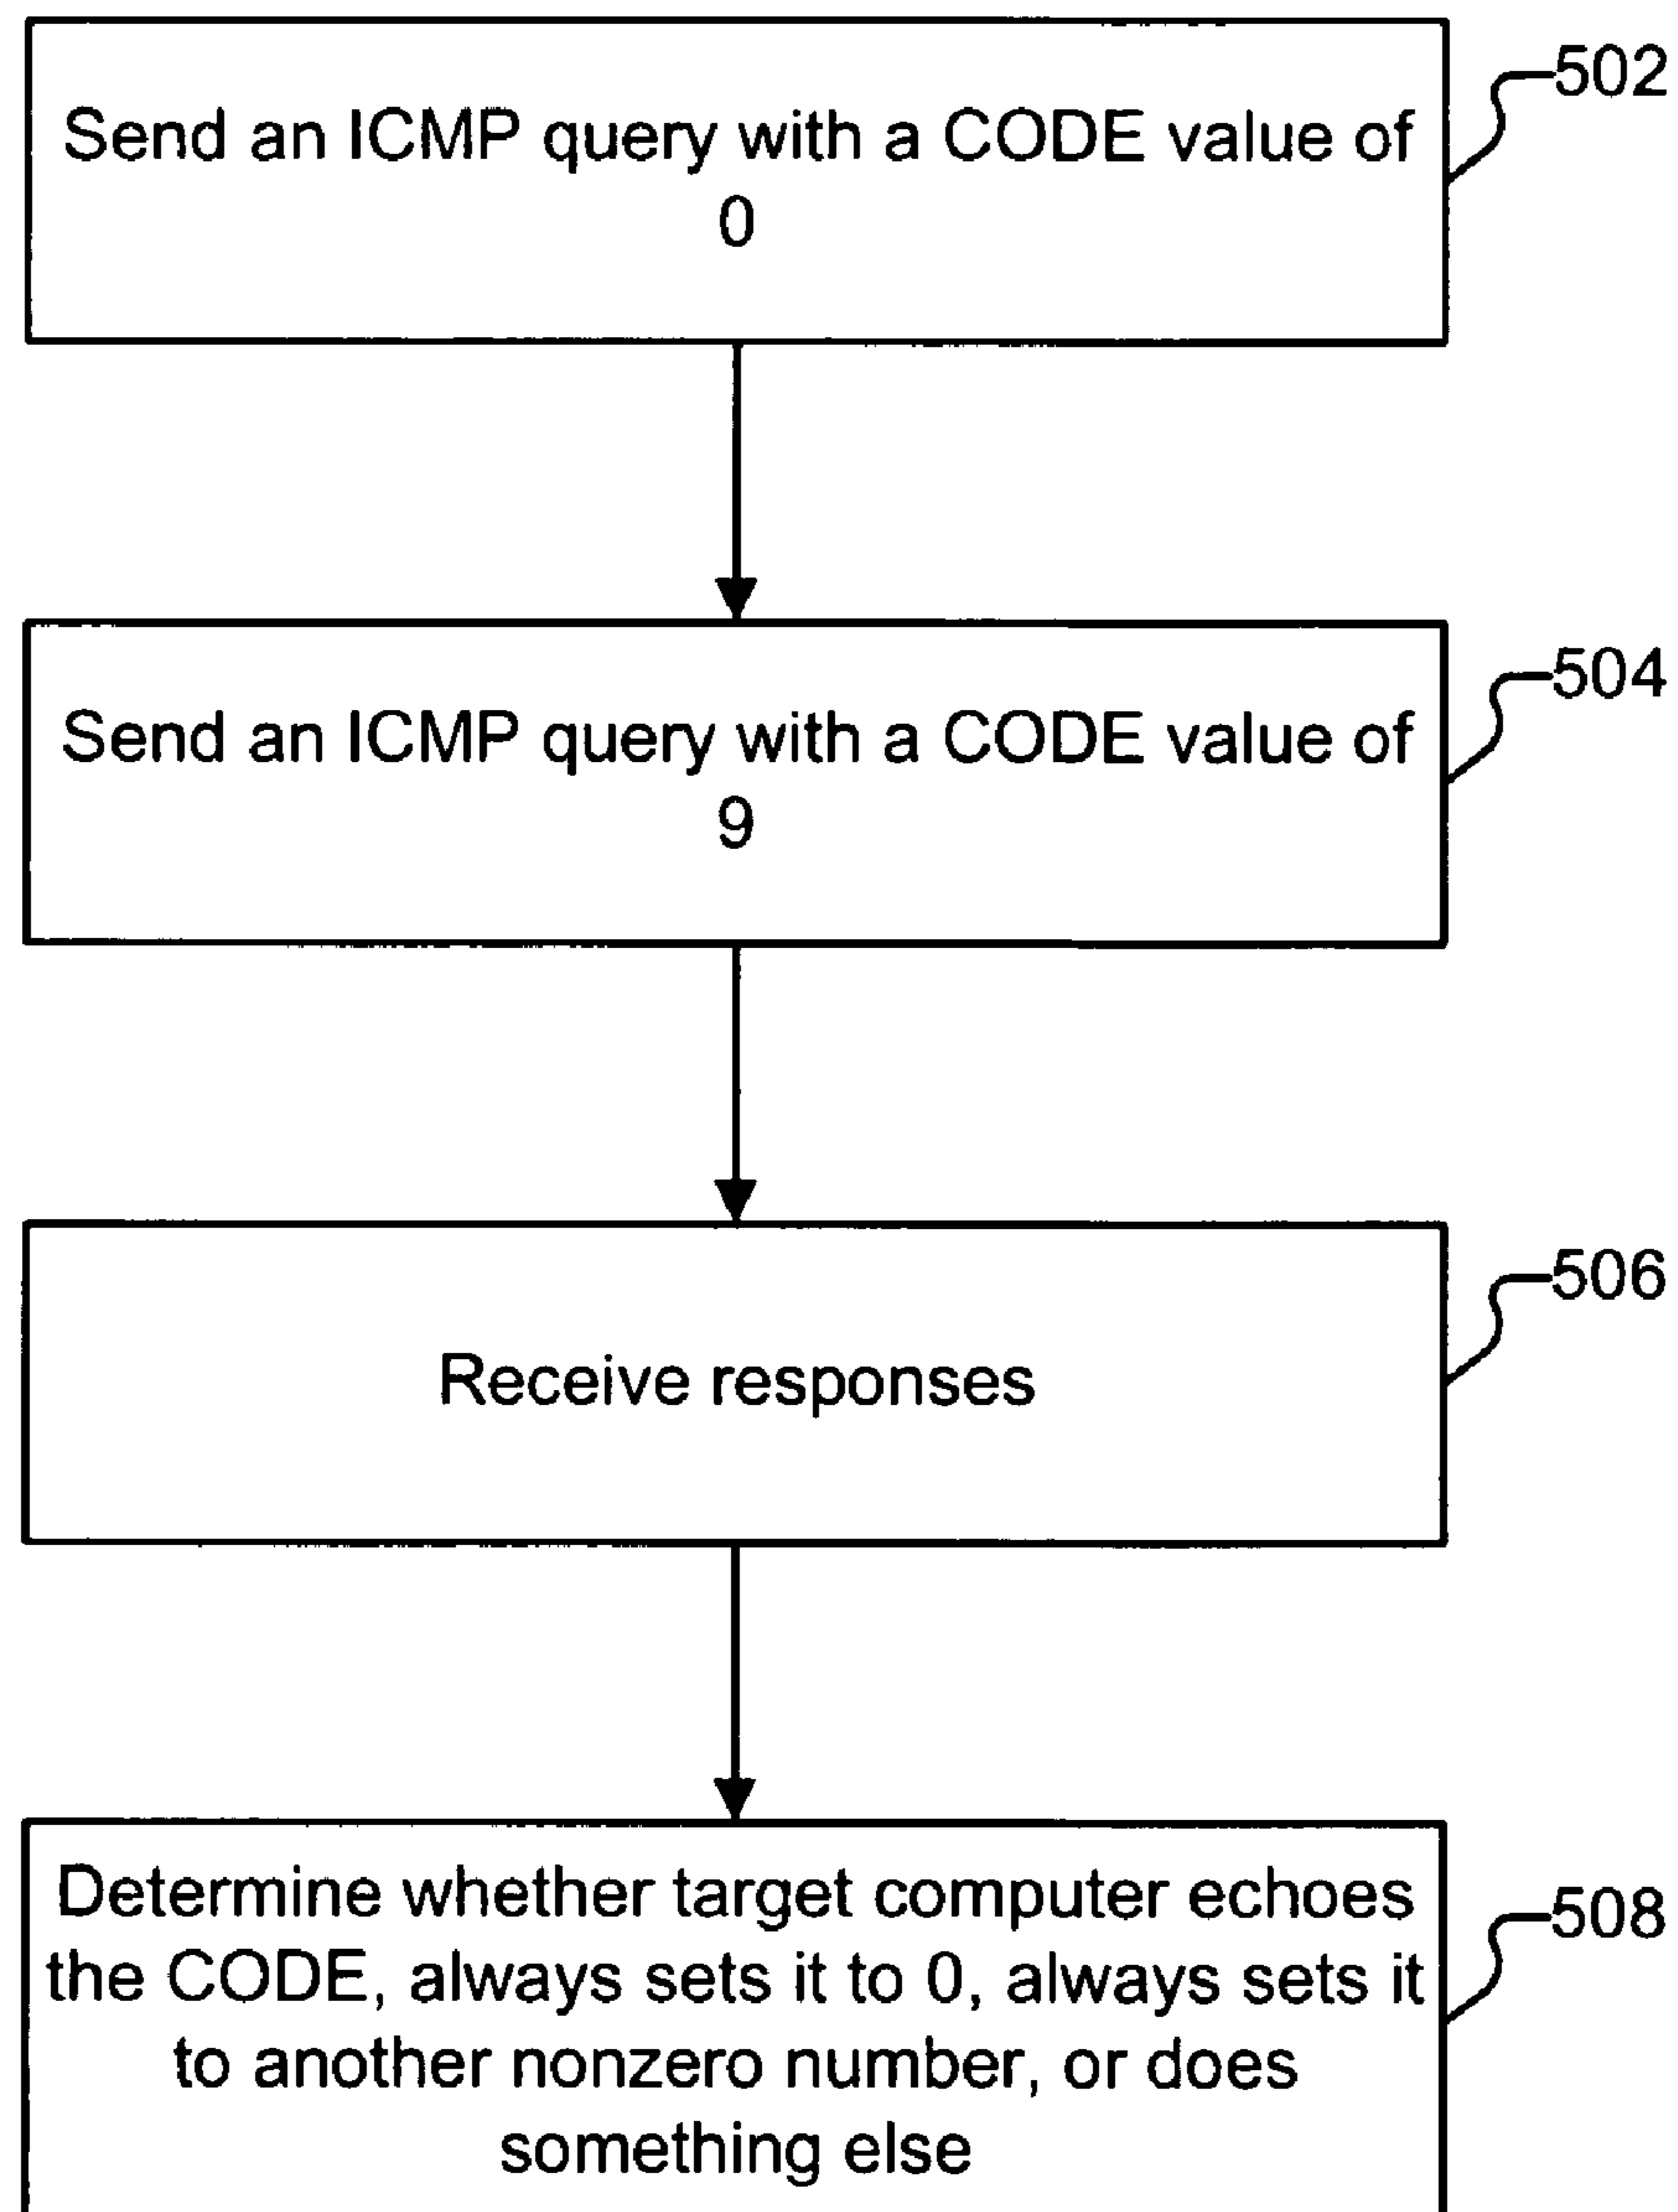 502
Send an ICMP query with a CODE value of
0
504
Send an ICMP query with a CODE value of
9
506
Receive responses
508
Determine whether target computer echoes
the CODE, always sets it to 0, always sets it
to another nonzero number, or does
something else